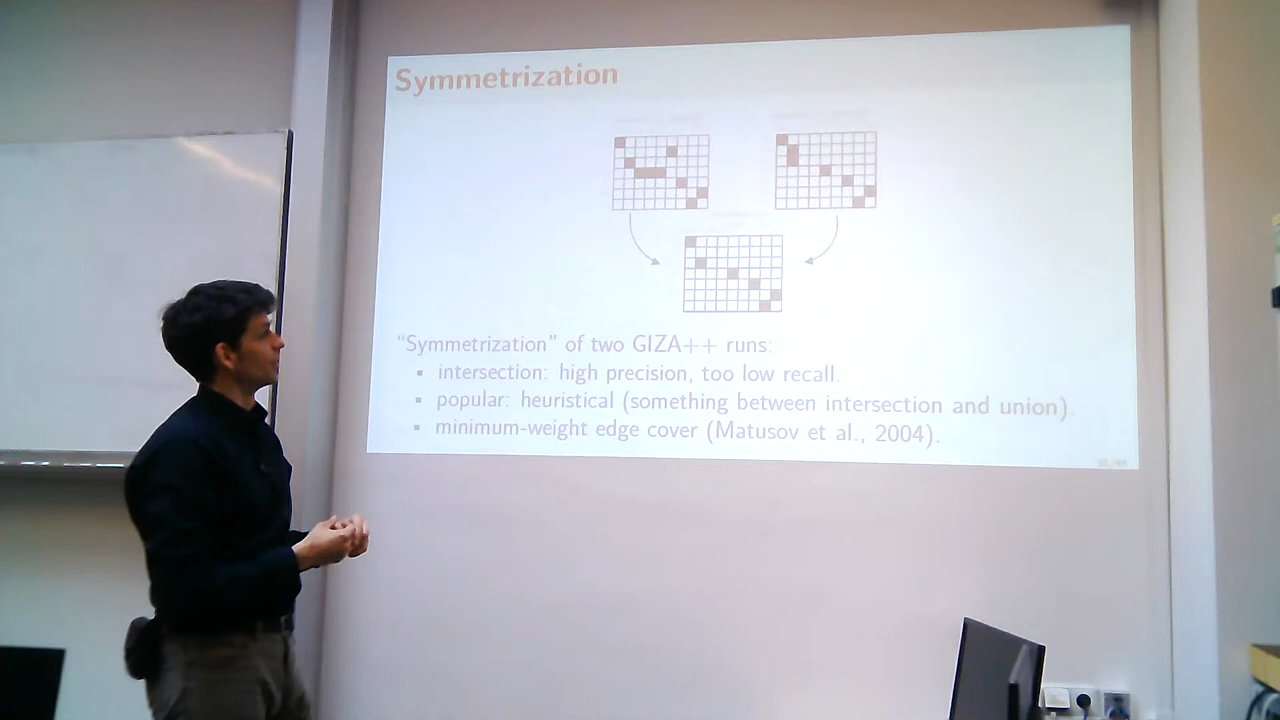 Symmetrization
“Symmetrization” of two GIZA++ runs:
intersection: high precision, too low recall.
popular: heuristical (something between intersection and union).
minimum-weight edge cover (Matusov et al., 2004).